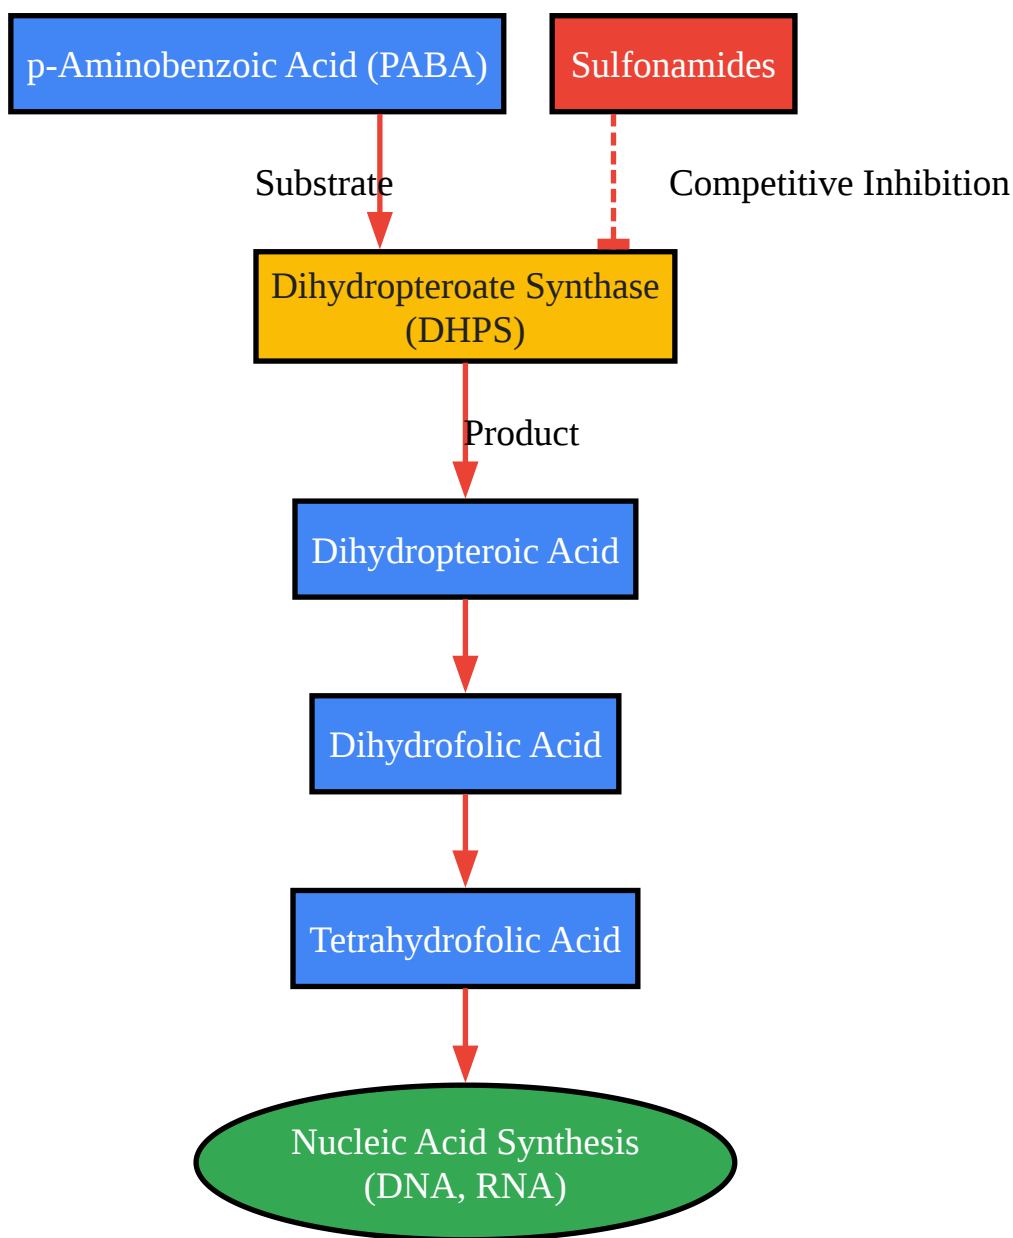 p-Aminobenzoic Acid (PABA)
Sulfonamides
Substrate
Competitive Inhibition
Dihydropteroate Synthase
(DHPS)
Product
Dihydropteroic Acid
Dihydrofolic Acid
Tetrahydrofolic Acid
Nucleic Acid Synthesis
(DNA, RNA)